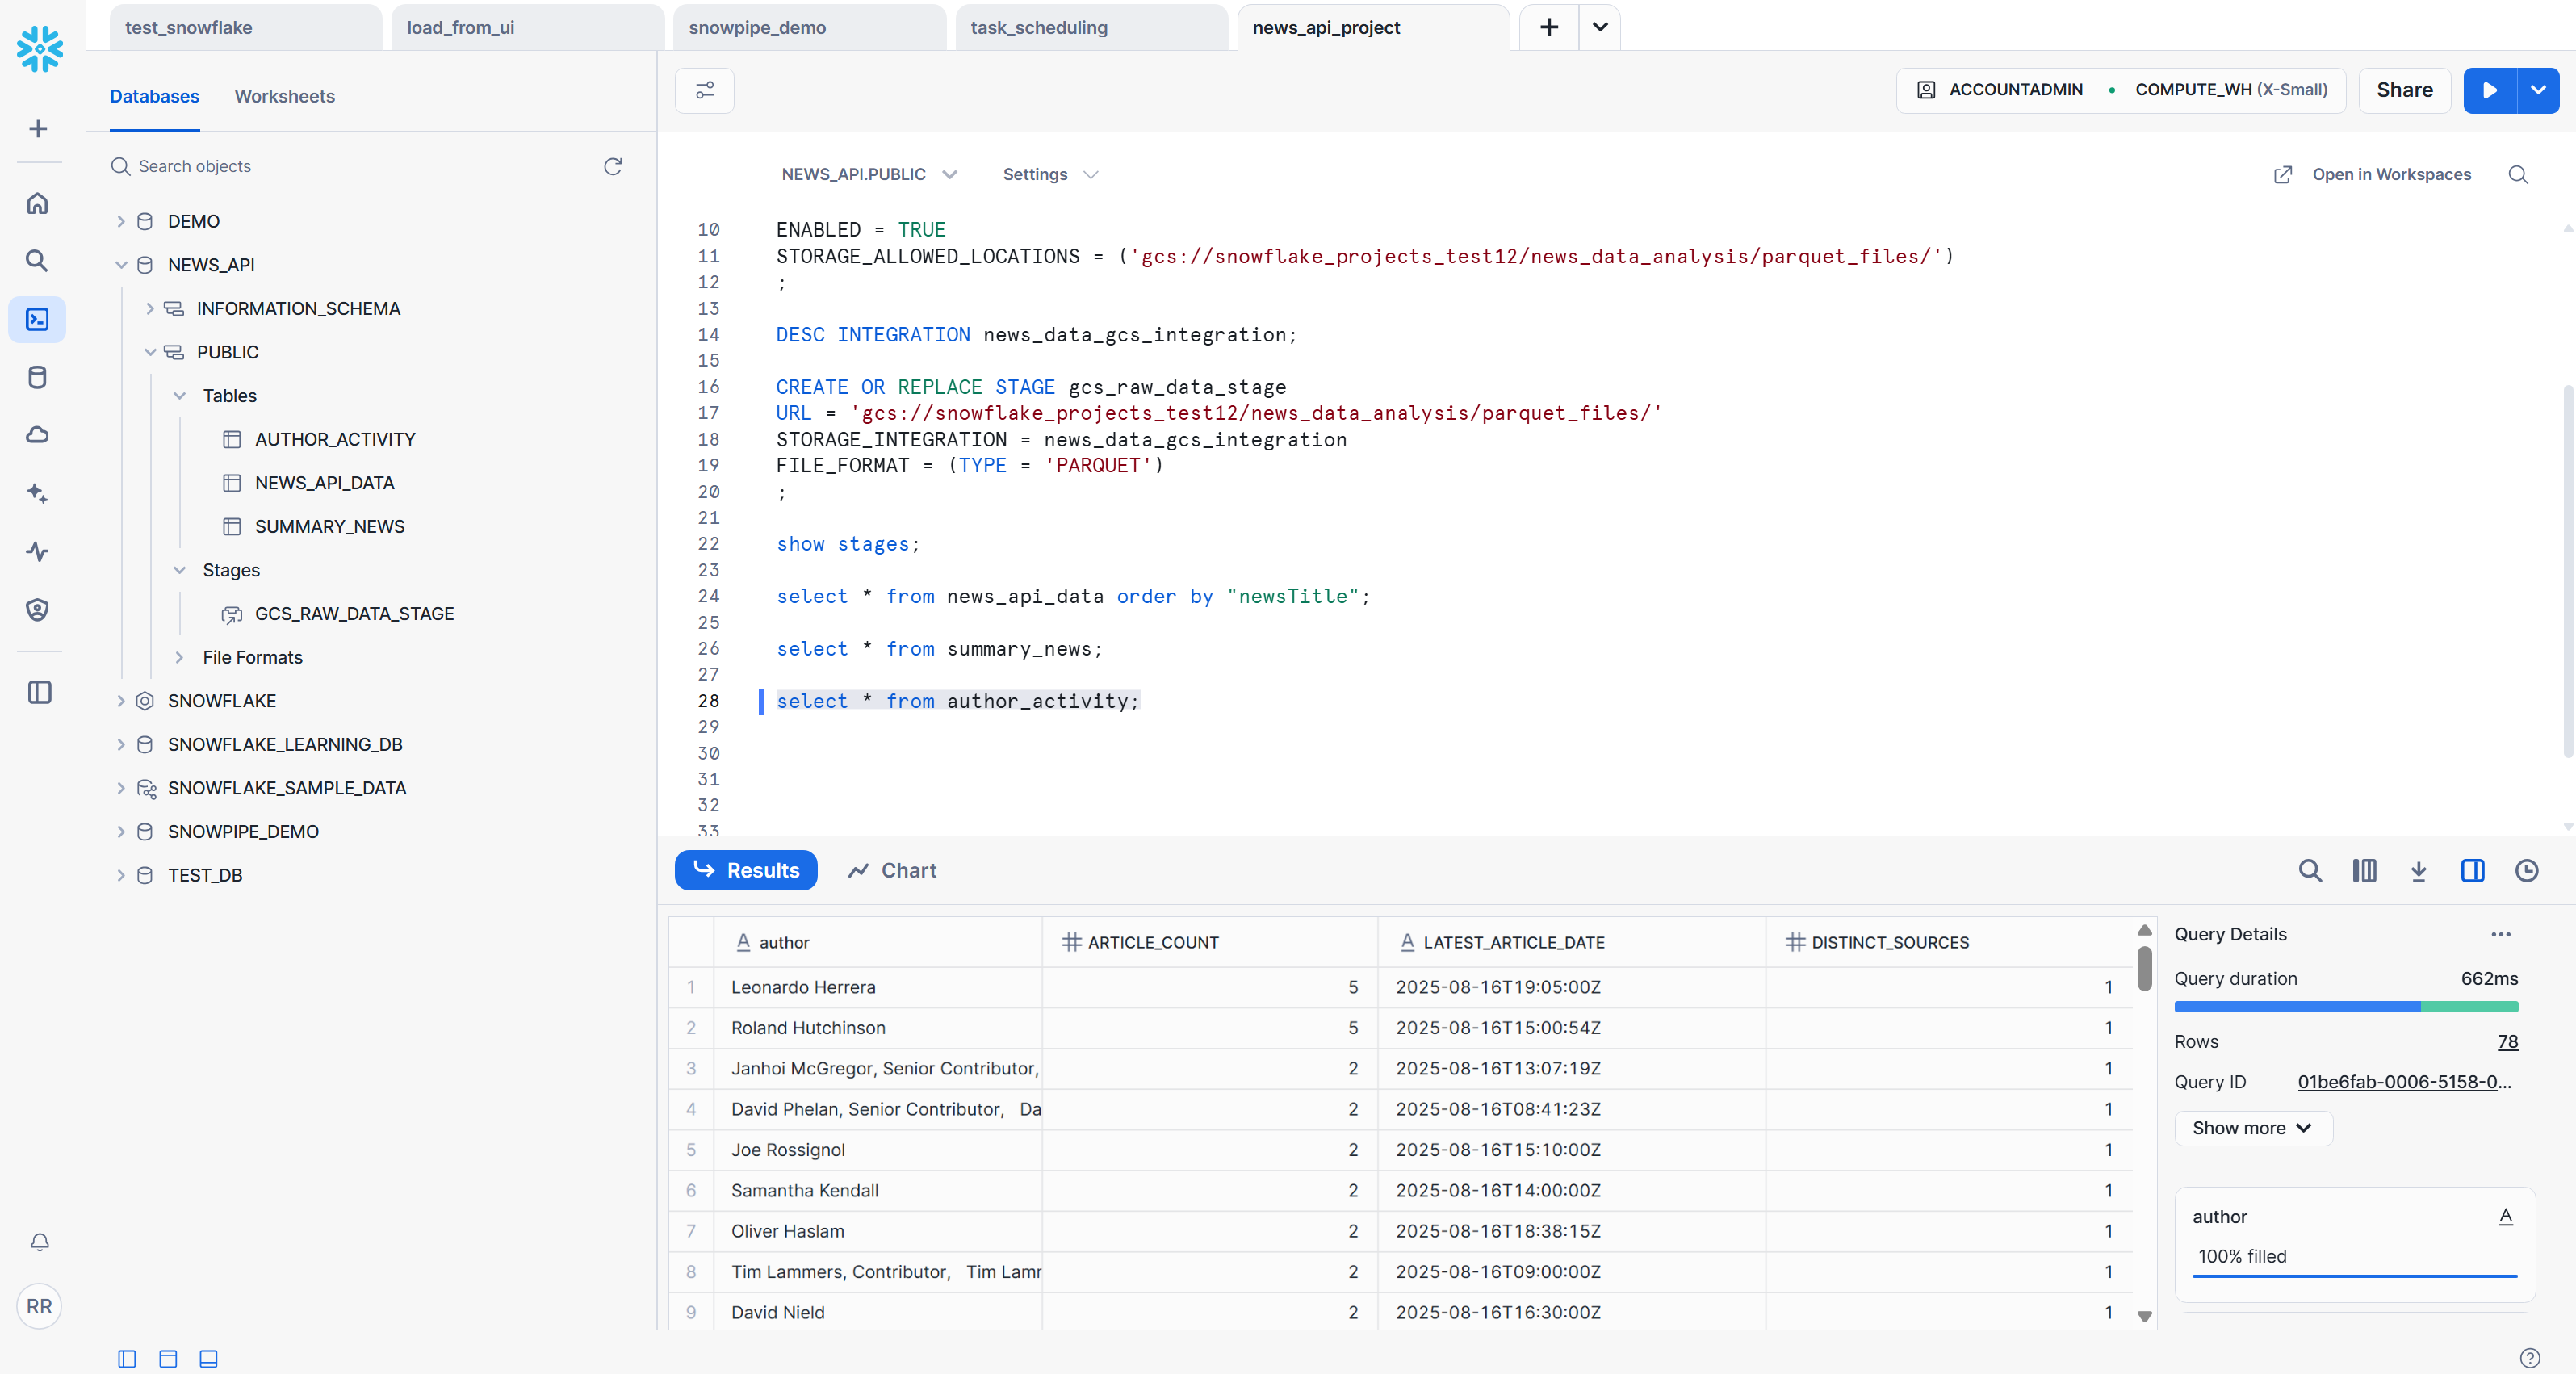 test_snowflake
load_from_ui
snowpipe_demo
task_scheduling
news_api_project
Databases
Worksheets
ACCOUNTADMIN
COMPUTE_WH (X-Small)
Share
Search objects
DEMO
NEWS_API
INFORMATION_SCHEMA
PUBLIC
Tables
AUTHOR_ACTIVITY
NEWS_API_DATA
SUMMARY_NEWS
Stages
GCS_RAW_DATA_STAGE
File Formats
SNOWFLAKE
SNOWFLAKE_LEARNING_DB
SNOWFLAKE_SAMPLE_DATA
SNOWPIPE_DEMO
TEST_DB
RR
NEWS_API.PUBLIC
Settings
Open in Workspaces
10 ENABLED = TRUE
11 STORAGE_ALLOWED_LOCATIONS = ('gcs://snowflake_projects_test12/news_data_analysis/parquet_files/')
12 ;
13
14 DESC INTEGRATION news_data_gcs_integration;
15
16 CREATE OR REPLACE STAGE gcs_raw_data_stage
17 URL = 'gcs://snowflake_projects_test12/news_data_analysis/parquet_files/'
18 STORAGE_INTEGRATION = news_data_gcs_integration
19 FILE_FORMAT = (TYPE = 'PARQUET')
20 ;
21
22 show stages;
23
24 select * from news_api_data order by "newsTitle";
25
26 select * from summary_news;
27
28 select * from author_activity;
29
30
31
32
33
Results
Chart
author ARTICLE_COUNT LATEST_ARTICLE_DATE DISTINCT_SOURCES
1 Leonardo Herrera 5 2025-08-16T19:05:00Z 1
2 Roland Hutchinson 5 2025-08-16T15:00:54Z 1
3 Janhoi McGregor, Senior Contributor, 2 2025-08-16T13:07:19Z 1
4 David Phelan, Senior Contributor, Da 2 2025-08-16T08:41:23Z 1
5 Joe Rossignol 2 2025-08-16T15:10:00Z 1
6 Samantha Kendall 2 2025-08-16T14:00:00Z 1
7 Oliver Haslam 2 2025-08-16T18:38:15Z 1
8 Tim Lammers, Contributor, Tim Lamr 2 2025-08-16T09:00:00Z 1
9 David Nield 2 2025-08-16T16:30:00Z 1
Query Details
Query duration 662ms
Rows 78
Query ID 01be6fab-0006-5158-0...
Show more
author
100% filled